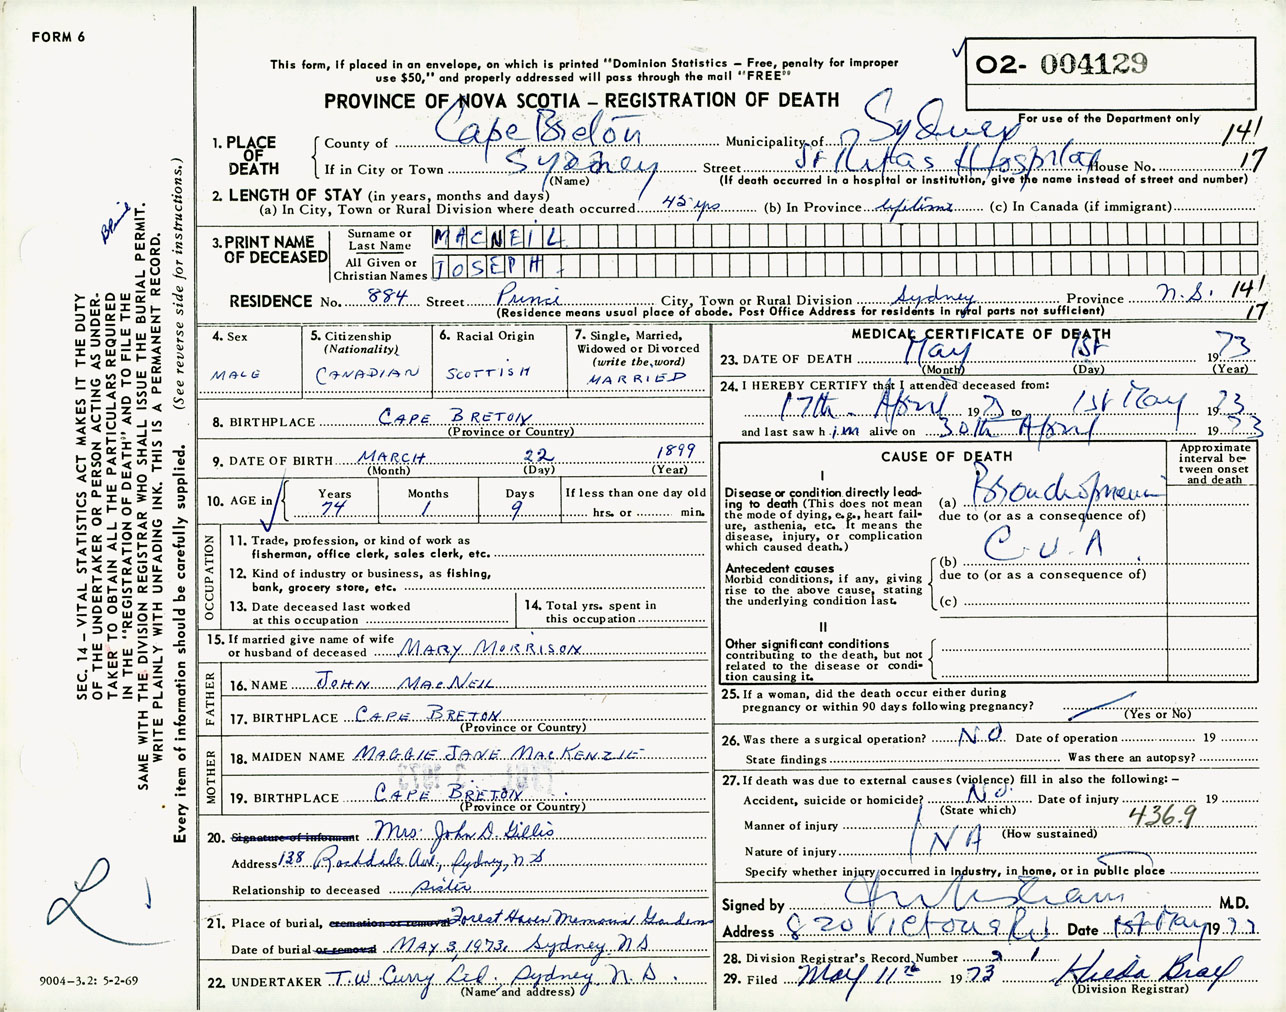 FORM 6
This form, if placed in an envelope, on which is printed "Dominion Statistics – Free, penalty for improper
use $50," and properly addressed will pass through the mail "FREE"
02- 004129
PROVINCE OF NOVA SCOTIA – REGISTRATION OF DEATH
For use of the Department only
1. PLACE OF DEATH
County of Cape Breton Municipality of Sydney 141
If in City or Town Sydney Street St Ritas Hospital House No. 17
(Name) (If death occurred in a hospital or institution, give the name instead of street and number)
2. LENGTH OF STAY (in years, months and days)
(a) In City, Town or Rural Division where death occurred 45 yrs (b) In Province lifetime (c) In Canada (if immigrant)
3. PRINT NAME OF DECEASED
Surname or Last Name MACNEIL
All Given or Christian Names JOSEPH
RESIDENCE No. 884 Street Prince City, Town or Rural Division Sydney Province N.S. 141
(Residence means usual place of abode. Post Office Address for residents in rural parts not sufficient) 17
4. Sex
MALE
5. Citizenship
(Nationality)
CANADIAN
6. Racial Origin
SCOTTISH
7. Single, Married,
Widowed or Divorced
(write the word)
MARRIED
8. BIRTHPLACE CAPE BRETON
(Province or Country)
9. DATE OF BIRTH MARCH 22 1899
(Month) (Day) (Year)
10. AGE in
Years Months Days If less than one day old
74 1 9 hrs. or min.
OCCUPATION
11. Trade, profession, or kind of work as
fisherman, office clerk, sales clerk, etc.
12. Kind of industry or business, as fishing,
bank, grocery store, etc.
13. Date deceased last worked
at this occupation
14. Total yrs. spent in
this occupation
15. If married give name of wife
or husband of deceased MARY MORRISON
FATHER
16. NAME JOHN MACNEIL
17. BIRTHPLACE CAPE BRETON
(Province or Country)
MOTHER
18. MAIDEN NAME MAGGIE JANE MACKENZIE
19. BIRTHPLACE CAPE BRETON
(Province or Country)
20. Signature of informant Mrs. John D. Gillis
Address 138 Rockdale Ave., Sydney, N S
Relationship to deceased sister
21. Place of burial, cremation or removal Forest Haven Memorial Gardens
Date of burial or removal MAY 3, 1973. Sydney, N S
22. UNDERTAKER T.W. Curry Ltd., Sydney N. S.
(Name and address)
MEDICAL CERTIFICATE OF DEATH
23. DATE OF DEATH May 1st 1973
(Month) (Day) (Year)
24. I HEREBY CERTIFY that I attended deceased from:
17th April 1973 to 1st May 1973
and last saw him alive on 30th April 1973
CAUSE OF DEATH
Approximate
interval be-
tween onset
and death
I
Disease or condition directly lead-
ing to death (This does not mean
the mode of dying, e.g., heart fail-
ure, asthenia, etc. It means the
disease, injury, or complication
which caused death.)
(a) Bronchopneumonia
due to (or as a consequence of)
Antecedent causes
Morbid conditions, if any, giving
rise to the above cause, stating
the underlying condition last.
(b) C.V.A.
due to (or as a consequence of)
(c)
II
Other significant conditions
contributing to the death, but not
related to the disease or condi-
tion causing it.
25. If a woman, did the death occur either during
pregnancy or within 90 days following pregnancy?
(Yes or No)
26. Was there a surgical operation? NO Date of operation 19
State findings Was there an autopsy?
27. If death was due to external causes (violence) fill in also the following: –
Accident, suicide or homicide? No. Date of injury 19
(State which) 436.9
Manner of injury (How sustained)
Nature of injury NA
Specify whether injury occurred in industry, in home, or in public place
Signed by M.D.
Address 820 Victoria Rd Date 1st May 19
28. Division Registrar's Record Number
29. Filed May 11th 1973
(Division Registrar)
SEC. 14 – VITAL STATISTICS ACT MAKES IT THE DUTY
OF THE UNDERTAKER OR PERSON ACTING AS UNDER-
TAKER TO OBTAIN ALL THE PARTICULARS REQUIRED
IN THE "REGISTRATION OF DEATH" AND TO FILE THE
SAME WITH THE DIVISION REGISTRAR WHO SHALL ISSUE THE BURIAL PERMIT.
WRITE PLAINLY WITH UNFADING INK. THIS IS A PERMANENT RECORD.
Every item of information should be carefully supplied. (See reverse side for instructions.)
9004-3.2: 5-2-69